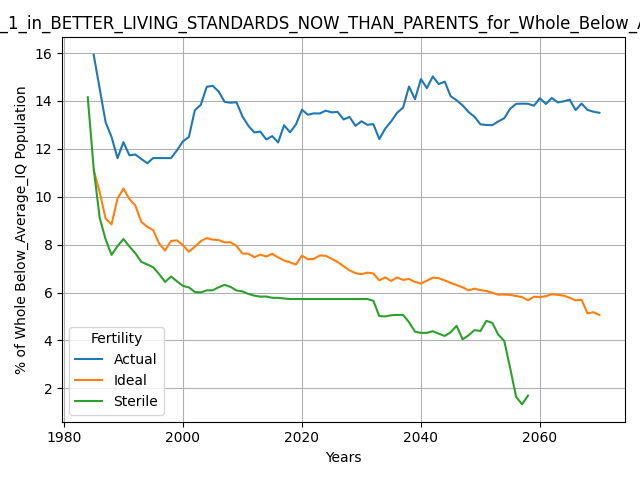 _1_in_BETTER_LIVING_STANDARDS_NOW_THAN_PARENTS_for_Whole_Below_A
% of Whole Below_Average_IQ Population
16
14
12
10
8
6
4
2
Fertility
Actual
Ideal
Sterile
1980
2000
2020
2040
2060
Years